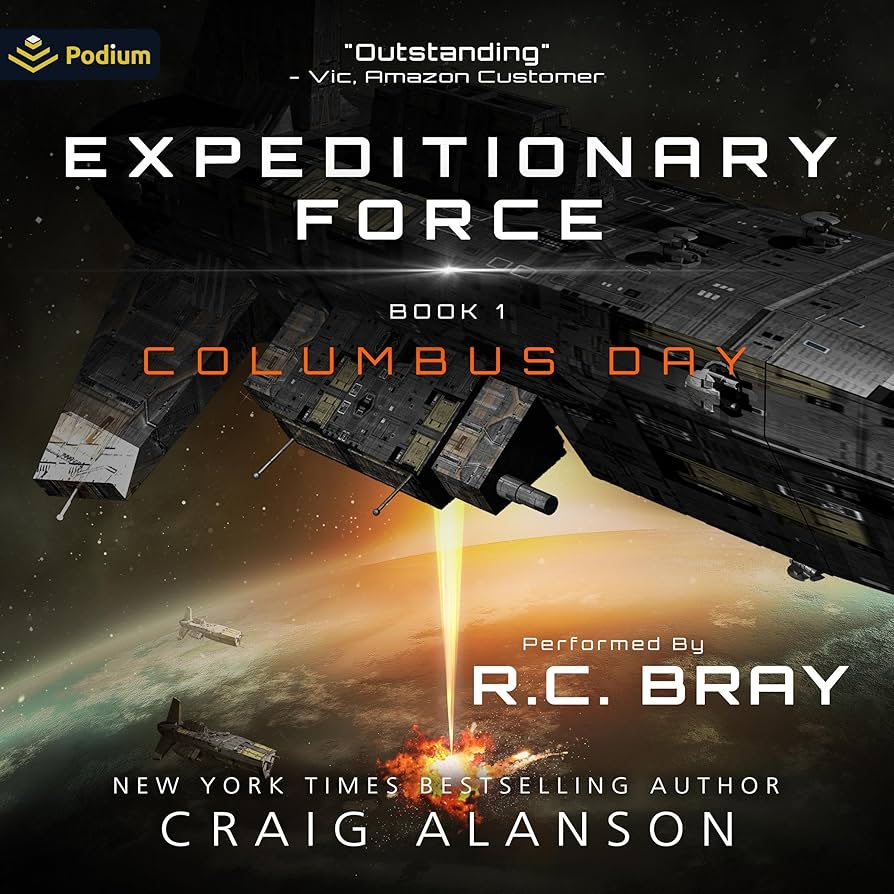 Podium
"Outstanding"
- Vic, Amazon Customer
EXPEDITIONARY
FORCE
BOOK 1
COLUMBUS DAY
Performed By
R.C. BRAY
NEW YORK TIMES BESTSELLING AUTHOR
CRAIG ALANSON